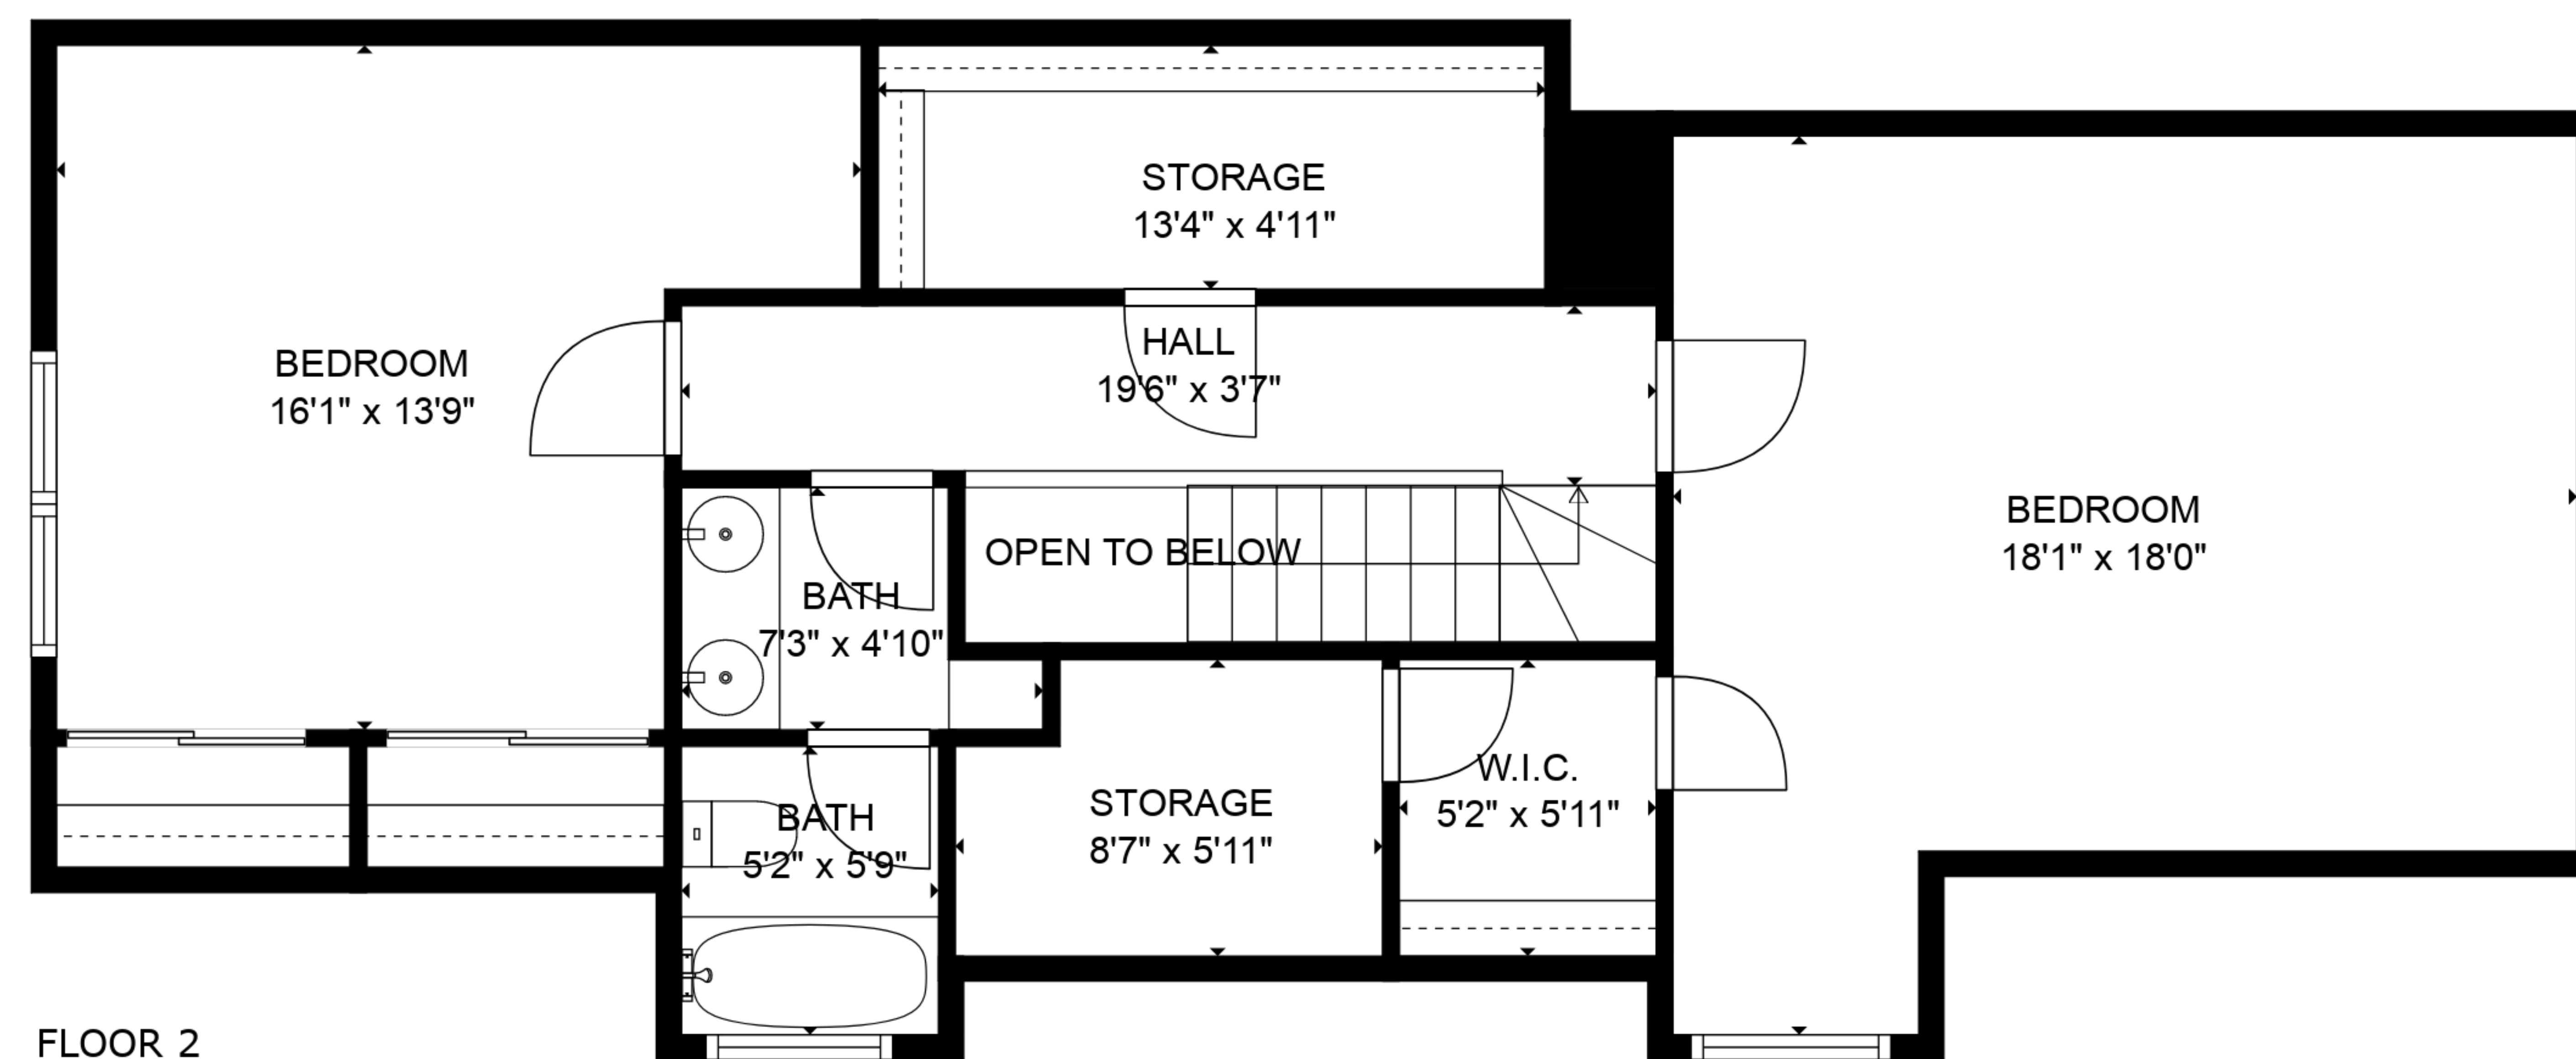 STORAGE
13'4" x 4'11"
HALL
19'6" x 3'7"
BEDROOM
16'1" x 13'9"
BEDROOM
18'1" x 18'0"
OPEN TO BELOW
BATH
7'3" x 4'10"
W.I.C.
5'2" x 5'11"
STORAGE
8'7" x 5'11"
BATH
5'2" x 5'9"
FLOOR 2